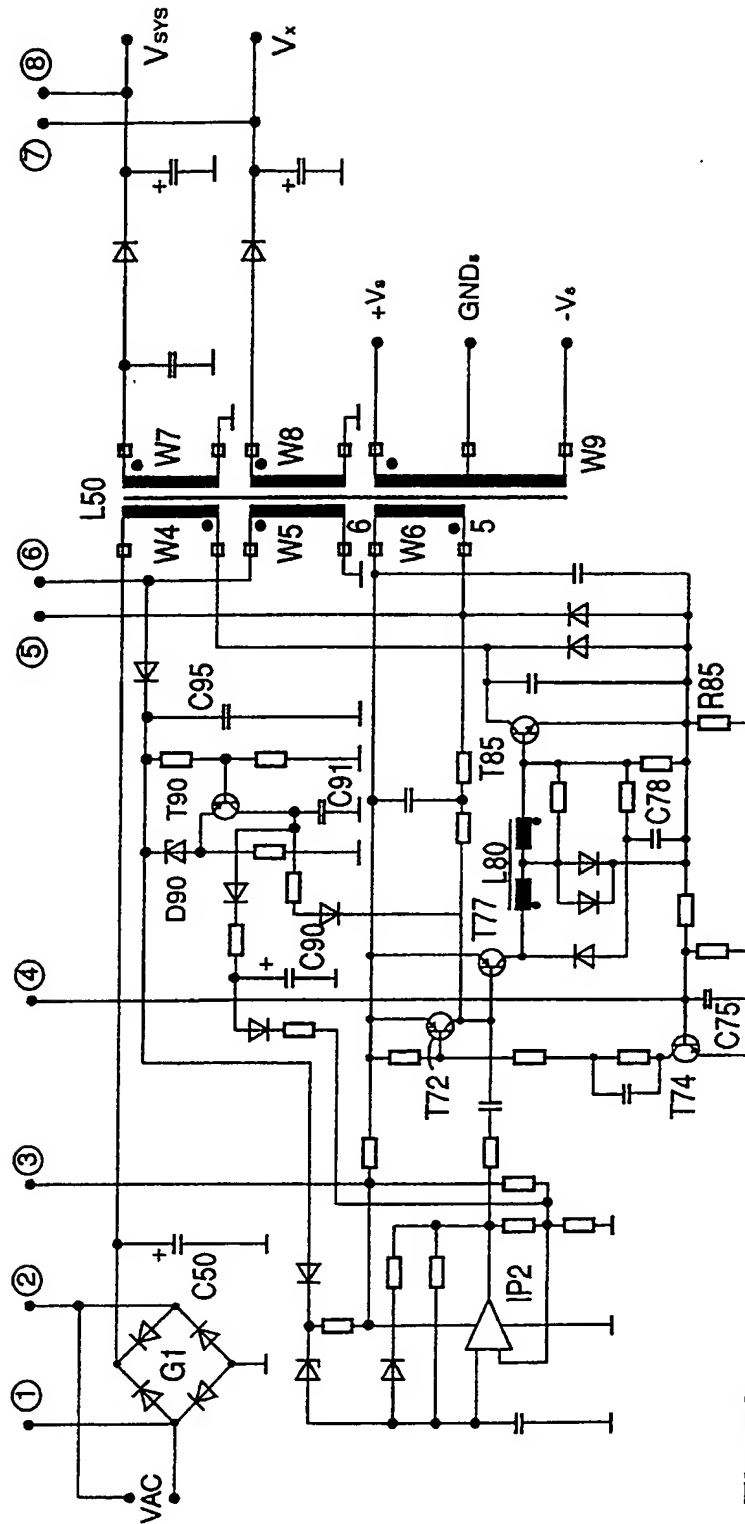 ①
②
③
④
⑤
⑥
⑦
⑧
VAC
G1
C50
+
L50
W4
W5
W6
6
5
W7
W8
W9
+
+
VSYS
Vx
+Vs
GNDs
-Vs
D90
T90
C95
C91
C90
+
T72
T77
L80
T85
C78
R85
T74
C75
IP2